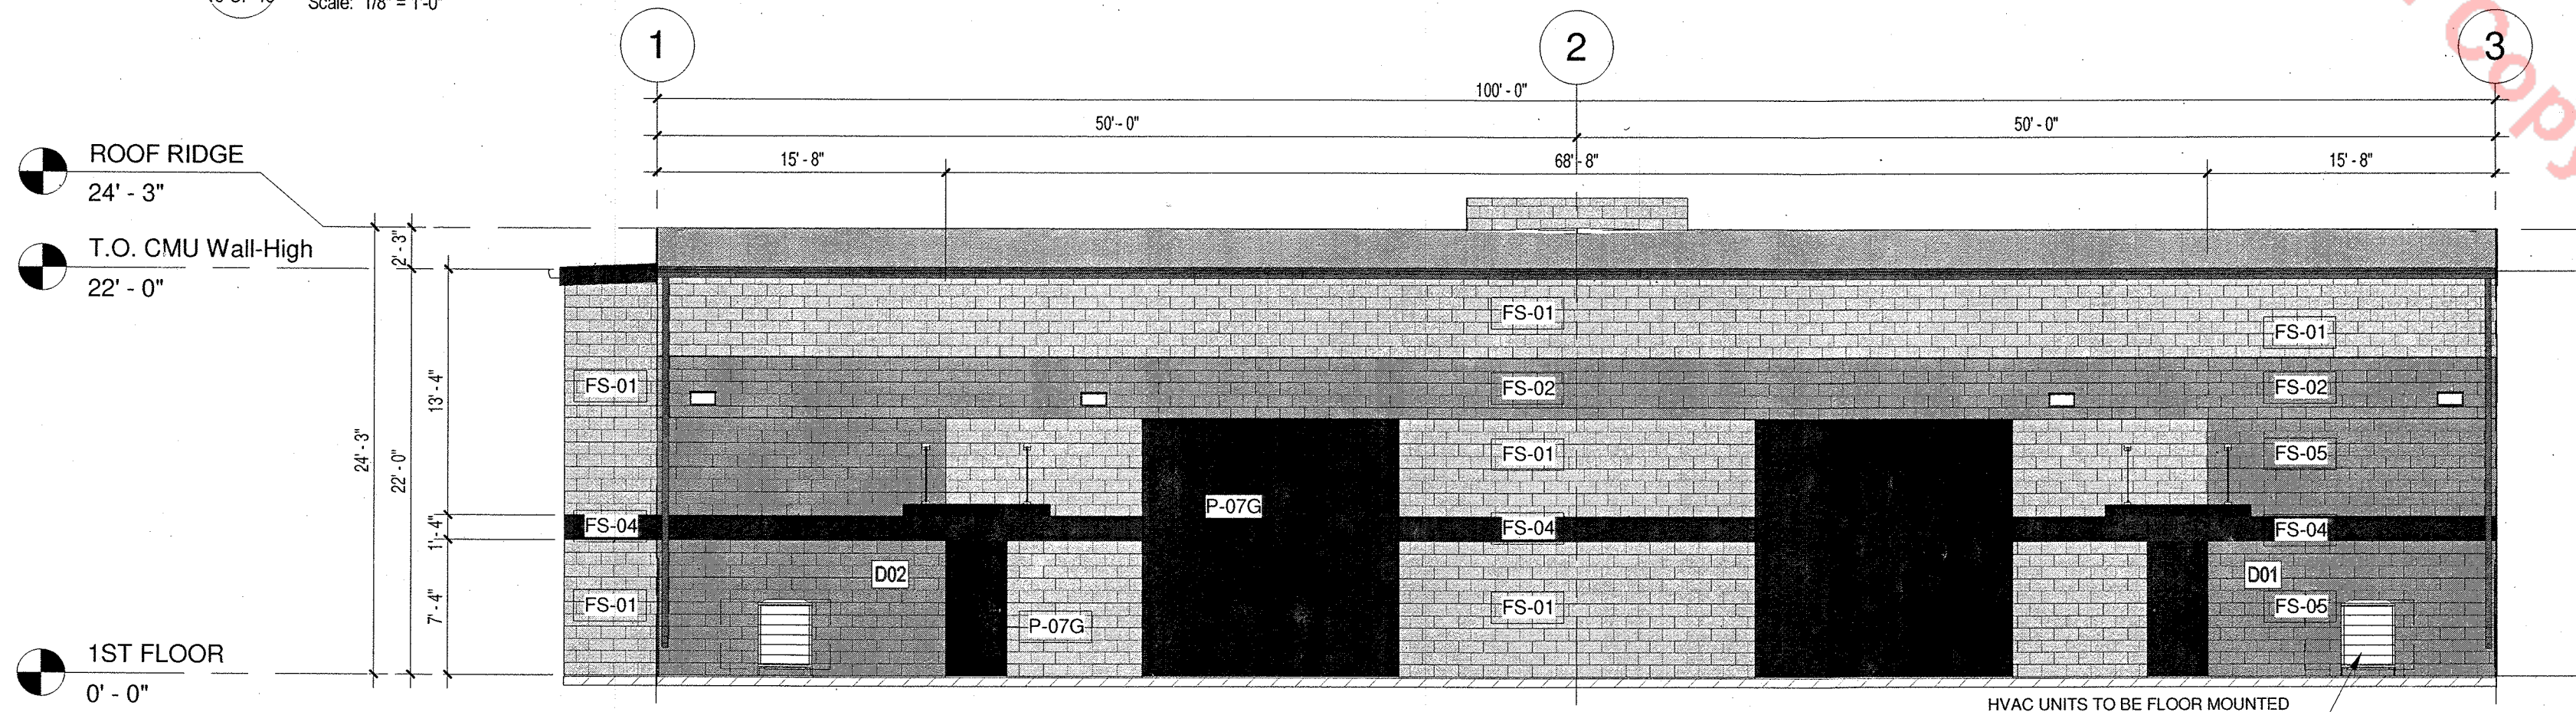 Scale: 1/8" = 1'-0"
Copy
1
2
3
100' - 0"
50' - 0"
50' - 0"
15' - 8"
68' - 8"
15' - 8"
ROOF RIDGE
24' - 3"
T.O. CMU Wall-High
22' - 0"
2' - 3"
13' - 4"
24' - 3"
22' - 0"
1' - 4"
7' - 4"
FS-01
FS-01
FS-01
FS-02
FS-02
FS-01
FS-05
P-07G
FS-04
FS-04
FS-04
D02
D01
FS-01
FS-01
FS-05
P-07G
1ST FLOOR
0' - 0"
HVAC UNITS TO BE FLOOR MOUNTED